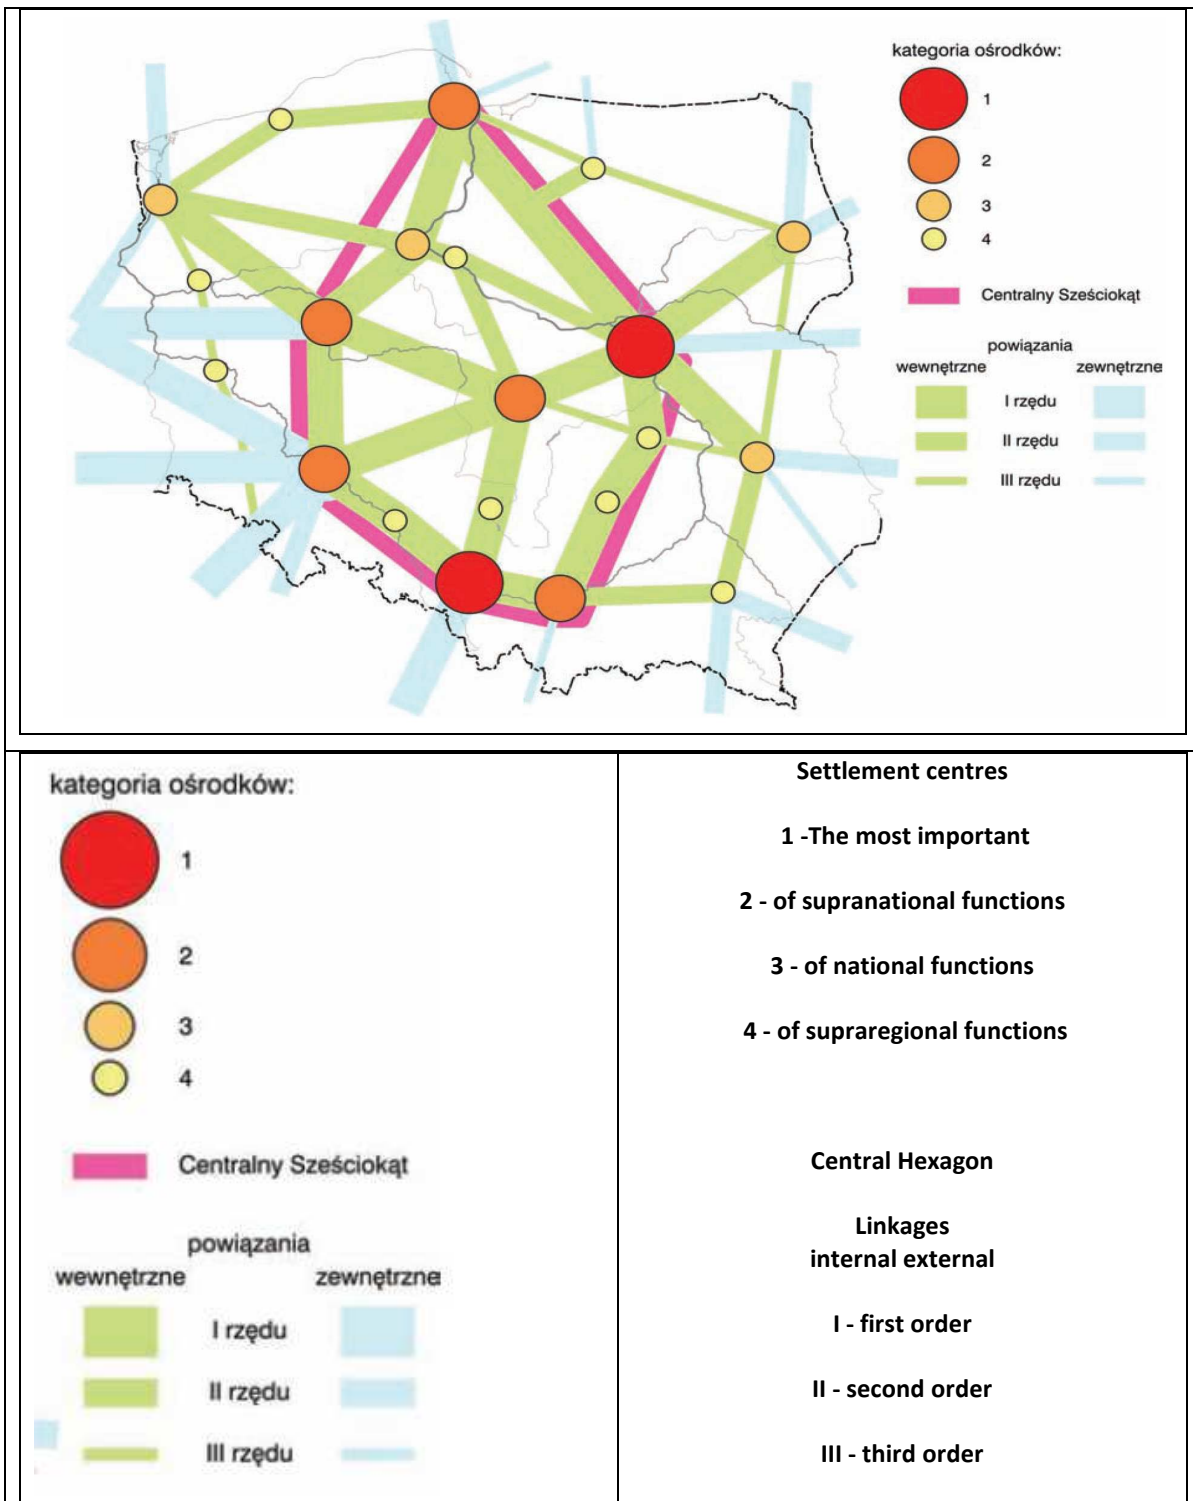 kategoria ośrodków:
1
2
3
4
Centralny Sześciokąt
powiązania
wewnętrzne zewnętrzne
I rzędu
II rzędu
III rzędu
kategoria ośrodków:
1
2
3
4
Centralny Sześciokąt
powiązania
wewnętrzne zewnętrzne
I rzędu
II rzędu
III rzędu
Settlement centres
1 -The most important
2 - of supranational functions
3 - of national functions
4 - of supraregional functions
Central Hexagon
Linkages
internal external
I - first order
II - second order
III - third order